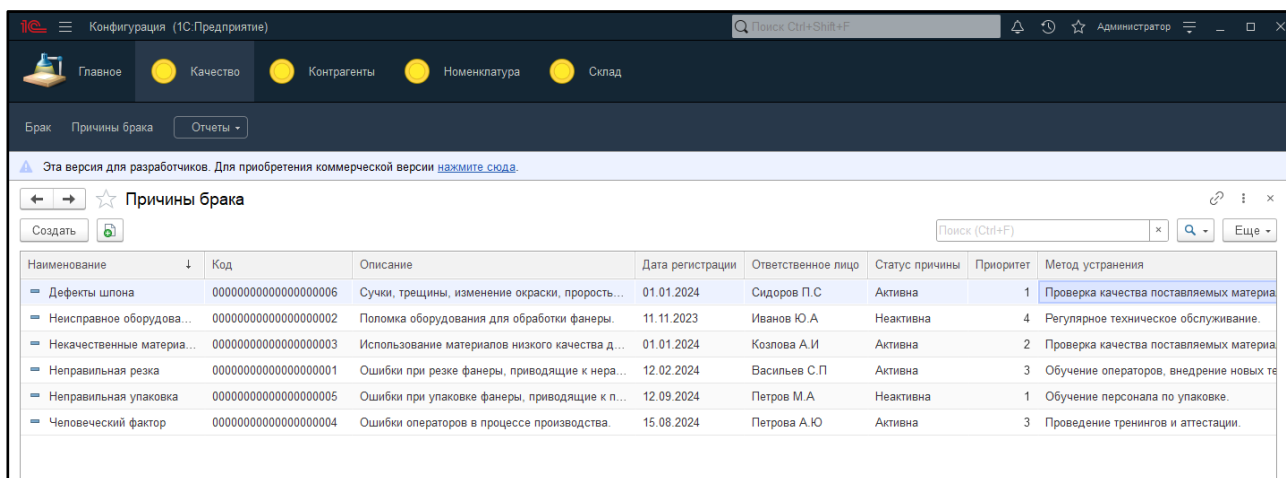 1С Конфигурация (1С:Предприятие) Поиск Ctrl+Shift+F Администратор
Главное Качество Контрагенты Номенклатура Склад
Брак Причины брака Отчеты
Эта версия для разработчиков. Для приобретения коммерческой версии нажмите сюда.
Причины брака
Создать Поиск (Ctrl+F) × Еще
Наименование ↓ Код Описание Дата регистрации Ответственное лицо Статус причины Приоритет Метод устранения
Дефекты шпона 00000000000000000006 Сучки, трещины, изменение окраски, прорость... 01.01.2024 Сидоров П.С Активна 1 Проверка качества поставляемых материа
Неисправное оборудова... 00000000000000000002 Поломка оборудования для обработки фанеры. 11.11.2023 Иванов Ю.А Неактивна 4 Регулярное техническое обслуживание.
Некачественные материа... 00000000000000000003 Использование материалов низкого качества д... 01.01.2024 Козлова А.И Активна 2 Проверка качества поставляемых материа
Неправильная резка 00000000000000000001 Ошибки при резке фанеры, приводящие к нера... 12.02.2024 Васильев С.П Активна 3 Обучение операторов, внедрение новых те
Неправильная упаковка 00000000000000000005 Ошибки при упаковке фанеры, приводящие к п... 12.09.2024 Петров М.А Неактивна 1 Обучение персонала по упаковке.
Человеческий фактор 00000000000000000004 Ошибки операторов в процессе производства. 15.08.2024 Петрова А.Ю Активна 3 Проведение тренингов и аттестации.